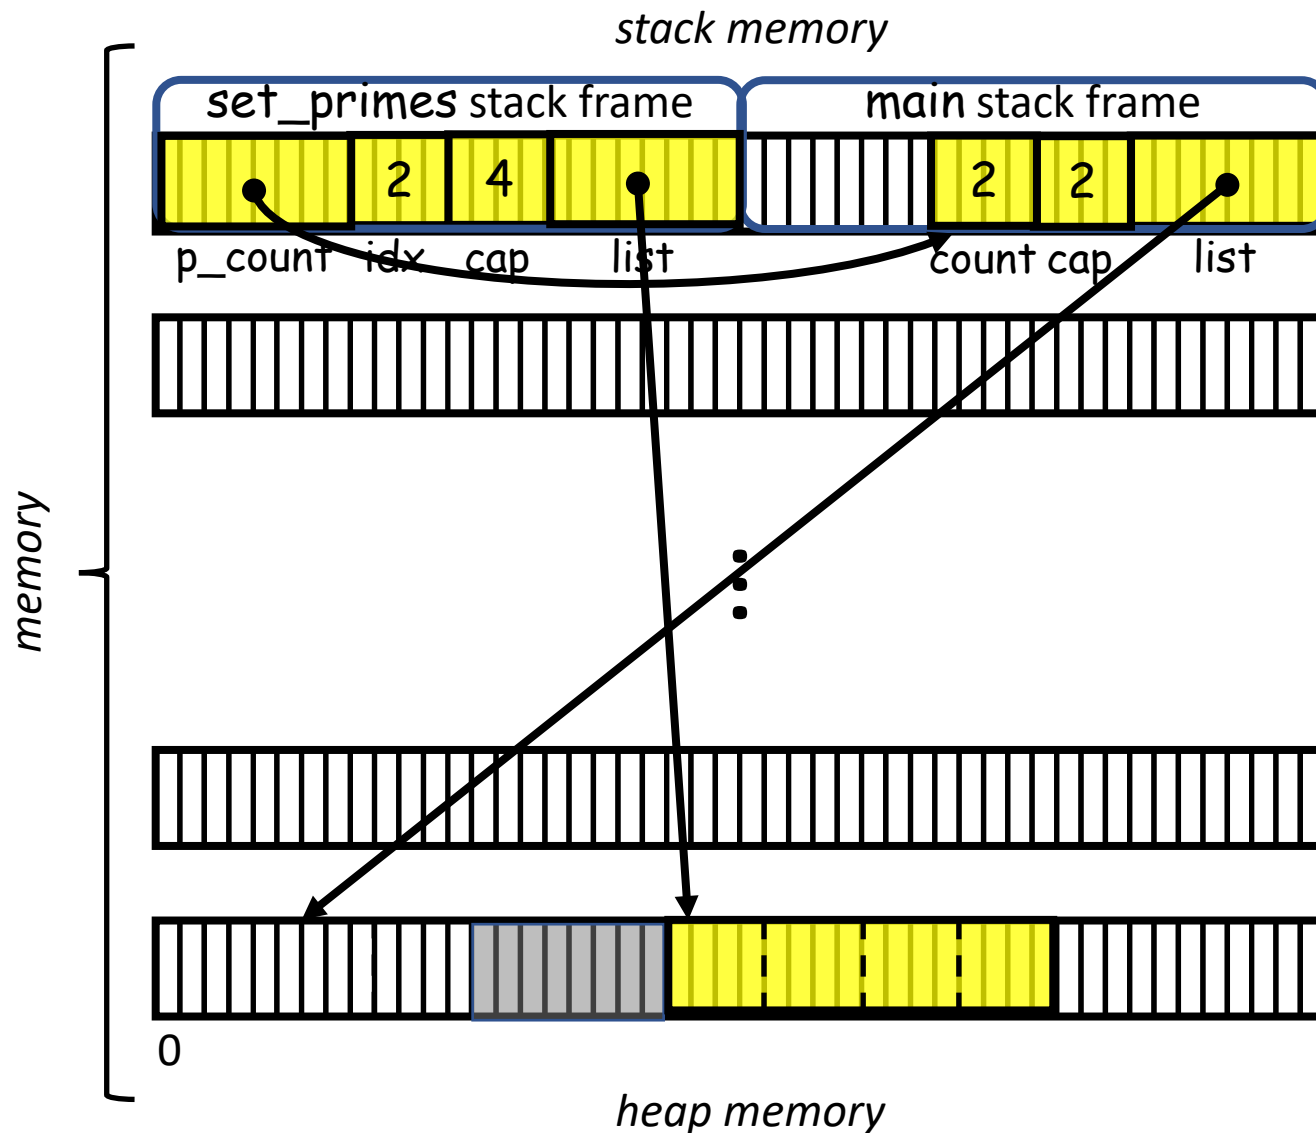 stack memory
set_primes stack frame
main stack frame
2
4
2
2
p_count
idx
cap
list
count
cap
list
memory
0
heap memory